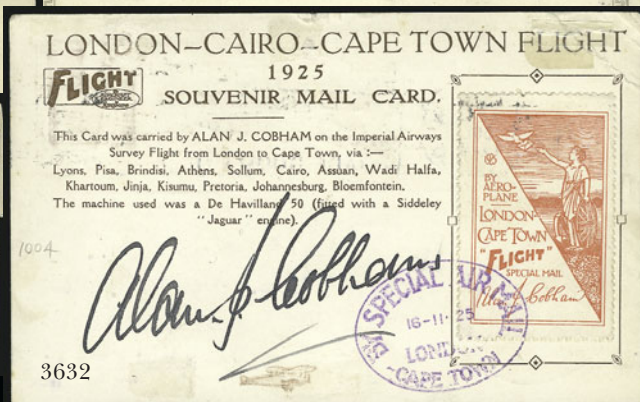 LONDON–CAIRO–CAPE TOWN FLIGHT
1925
FLIGHT
SOUVENIR MAIL CARD.
This Card was carried by ALAN J. COBHAM on the Imperial Airways
Survey Flight from London to Cape Town, via :—
Lyons, Pisa, Brindisi, Athens, Sollum, Cairo, Assuan, Wadi Halfa,
Khartoum, Jinja, Kisumu, Pretoria, Johannesburg, Bloemfontein.
The machine used was a De Havilland 50 (fitted with a Siddeley
"Jaguar" engine).
1004
Alan J. Cobham
3632
BY
AERO-
PLANE
LONDON-
CAPE TOWN
"FLIGHT"
SPECIAL MAIL
Alan J Cobham
BY SPECIAL AIR MAIL
16-11-25
LONDON
-CAPE TOWN